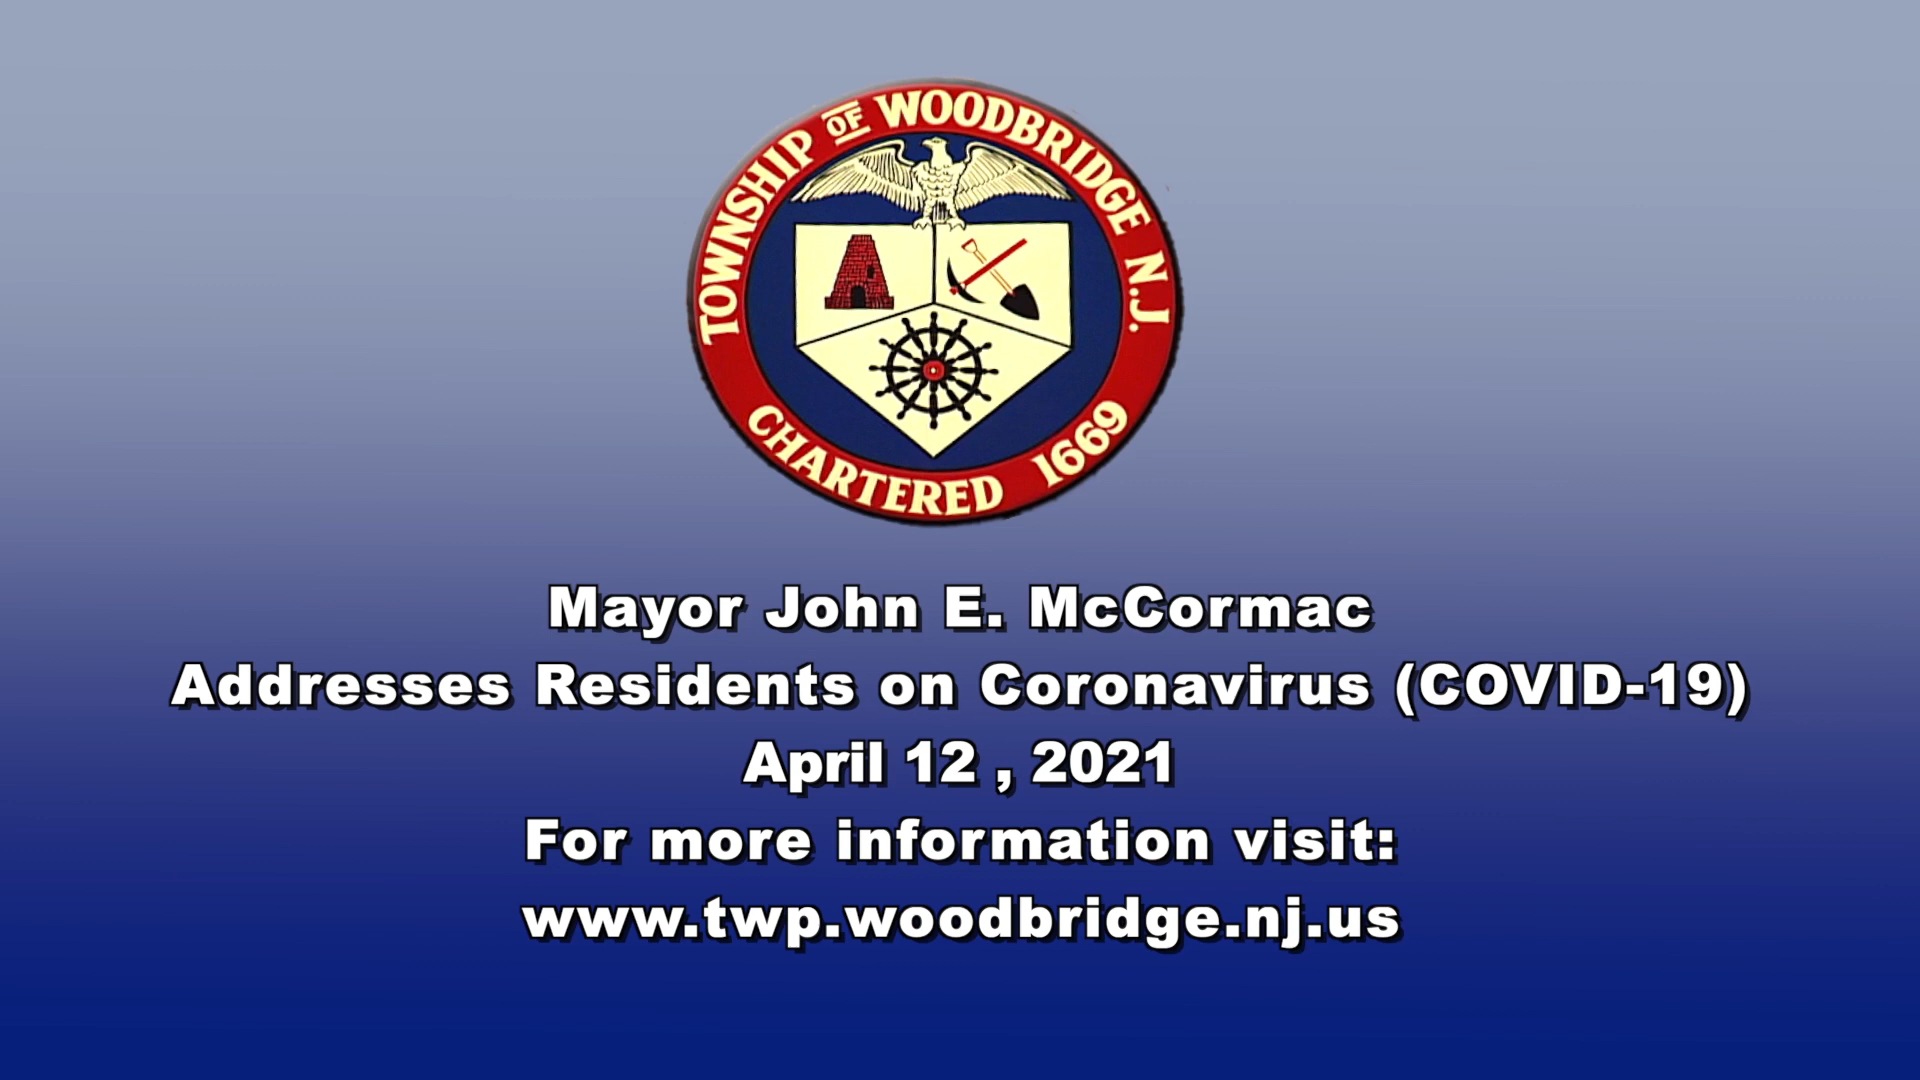 TOWNSHIP OF WOODBRIDGE N.J.
CHARTERED 1669
Mayor John E. McCormac
Addresses Residents on Coronavirus (COVID-19)
April 12 , 2021
For more information visit:
www.twp.woodbridge.nj.us